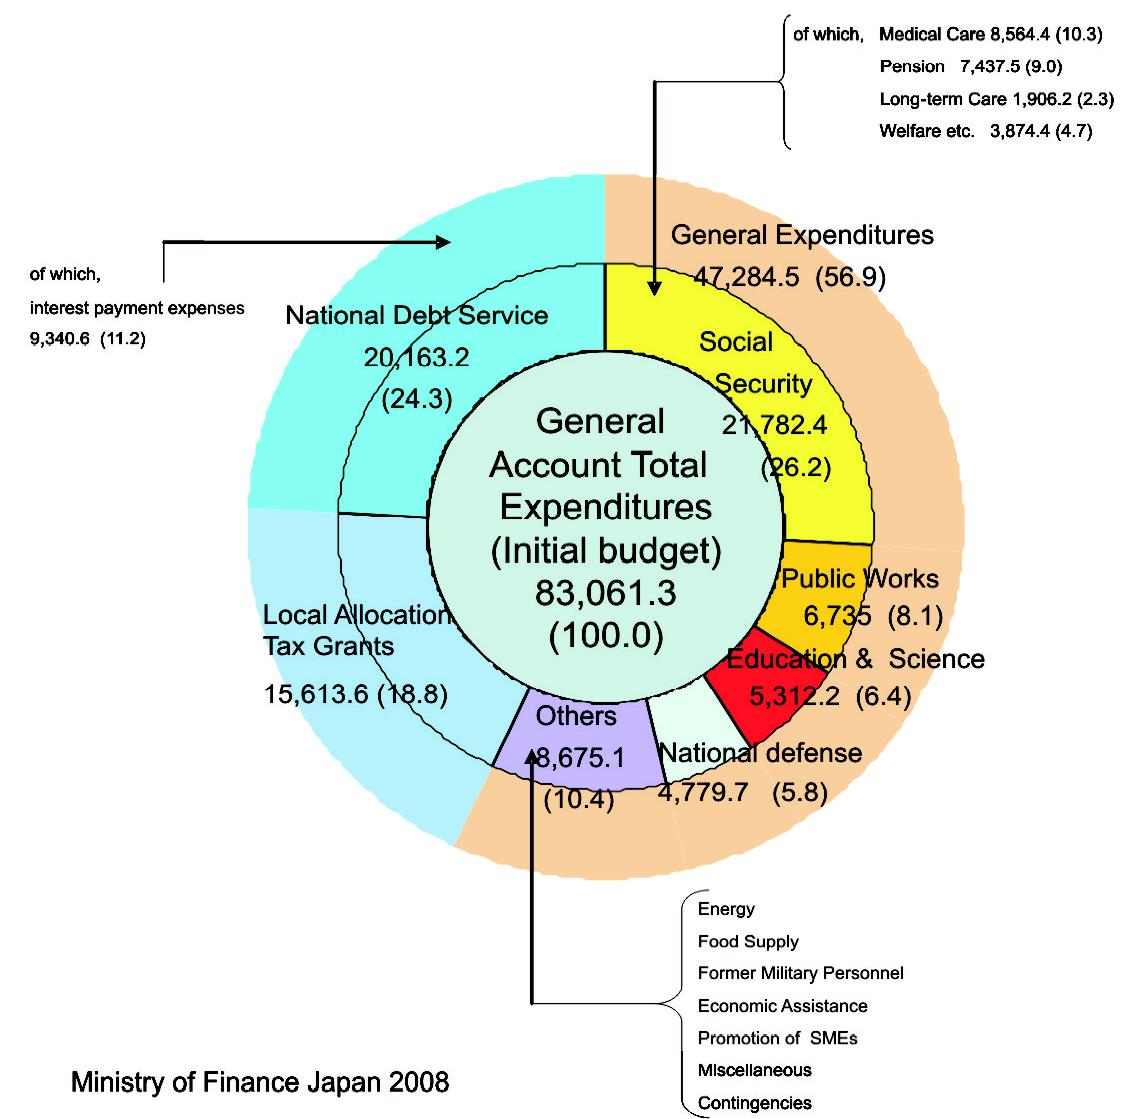 of which, Medical Care 8,564.4 (10.3)
Pension 7,437.5 (9.0)
Long-term Care 1,906.2 (2.3)
Welfare etc. 3,874.4 (4.7)
General Expenditures
47,284.5 (56.9)
of which,
interest payment expenses
9,340.6 (11.2)
National Debt Service
20,163.2
(24.3)
Social
Security
21,782.4
(26.2)
General
Account Total
Expenditures
(Initial budget)
83,061.3
(100.0)
Public Works
6,735 (8.1)
Local Allocation
Tax Grants
15,613.6 (18.8)
Education & Science
5,312.2 (6.4)
Others
8,675.1
(10.4)
National defense
4,779.7 (5.8)
Energy
Food Supply
Former Military Personnel
Economic Assistance
Promotion of SMEs
Miscellaneous
Contingencies
Ministry of Finance Japan 2008